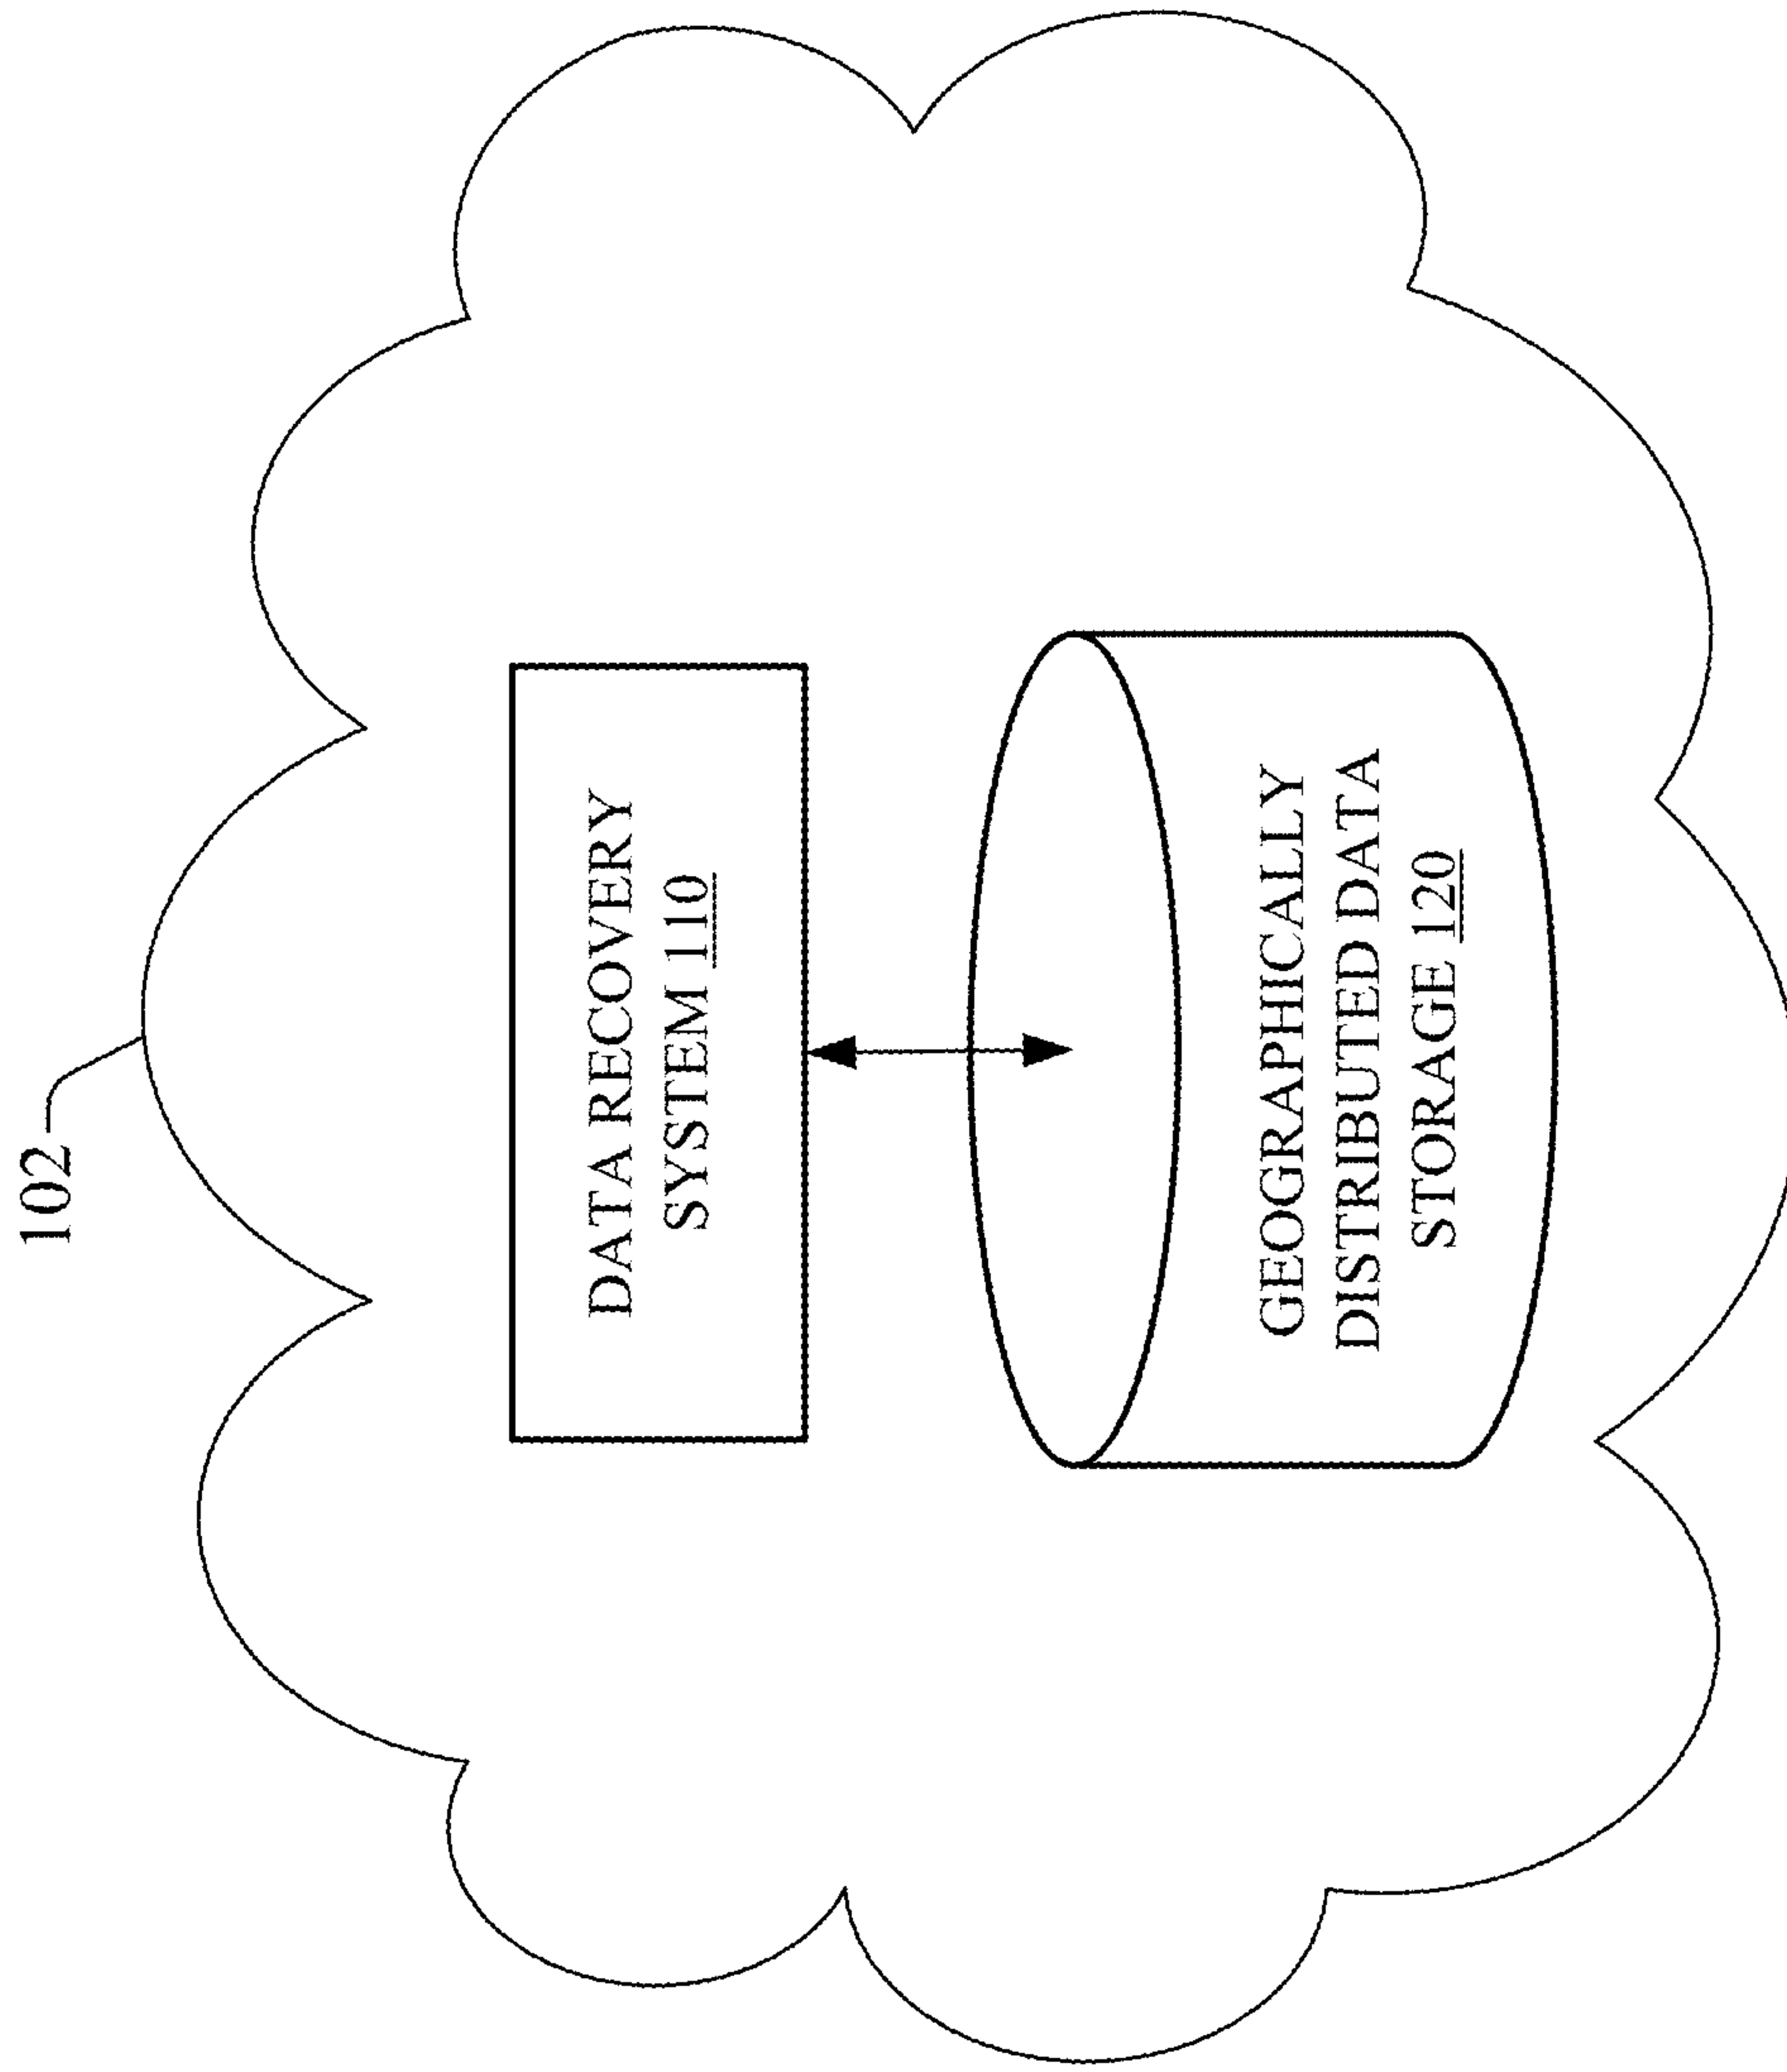 102
DATA RECOVERY
SYSTEM 110
GEOGRAPHICALLY
DISTRIBUTED DATA
STORAGE 120